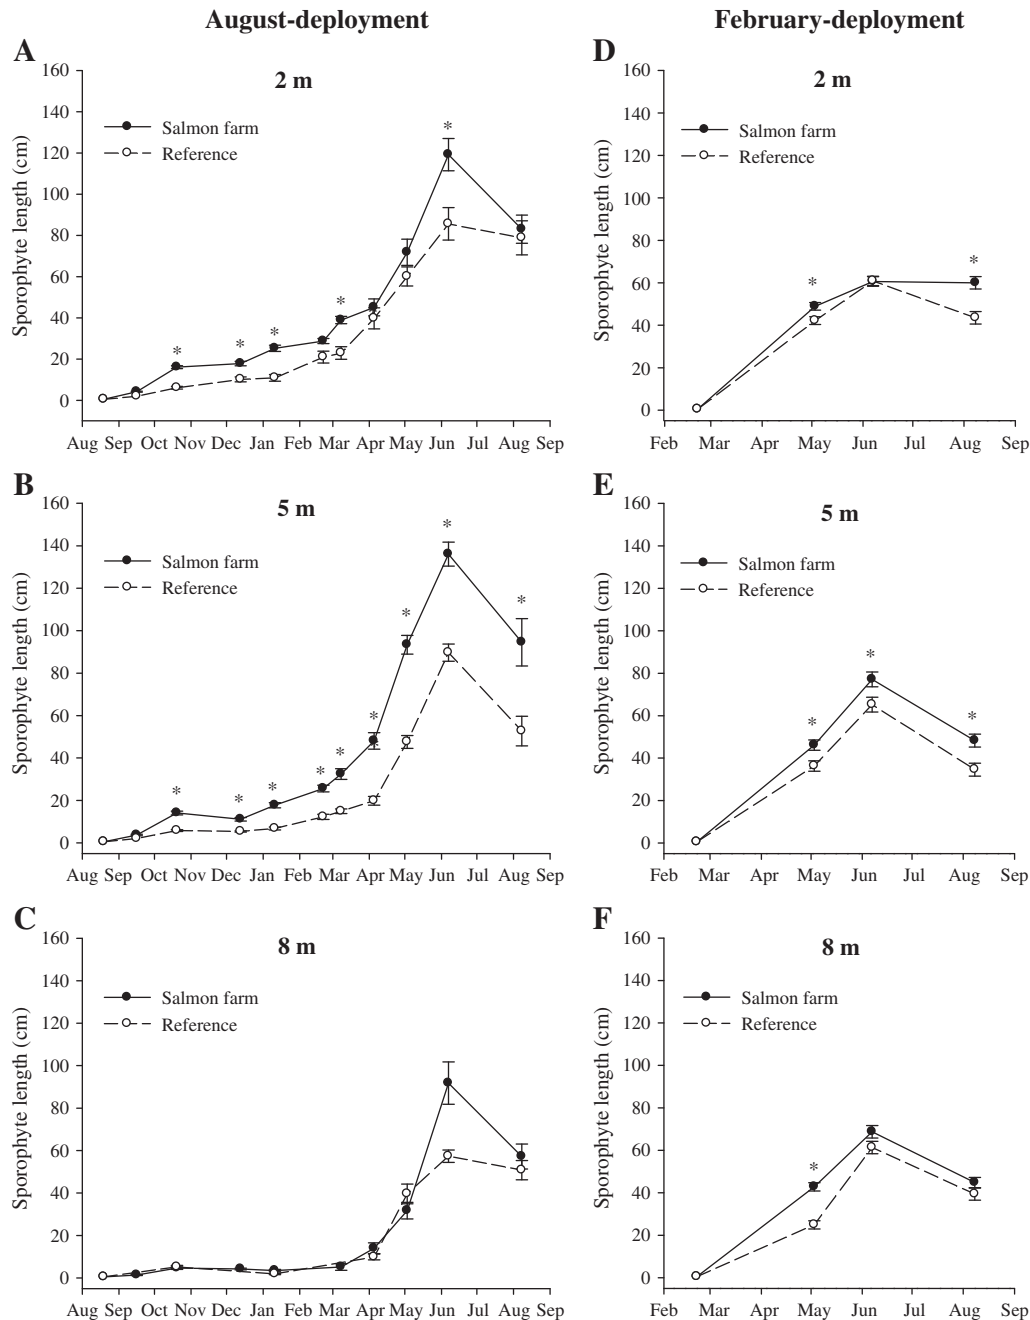 August-deployment
February-deployment
A
2 m
Salmon farm
Reference
*
*
*
*
*
Sporophyte length (cm)
160
140
120
100
80
60
40
20
0
Aug Sep Oct Nov Dec Jan Feb Mar Apr May Jun Jul Aug Sep
D
2 m
Salmon farm
Reference
*
*
Sporophyte length (cm)
160
140
120
100
80
60
40
20
0
Feb Mar Apr May Jun Jul Aug Sep
B
5 m
Salmon farm
Reference
*
*
*
*
*
*
*
*
*
Sporophyte length (cm)
160
140
120
100
80
60
40
20
0
Aug Sep Oct Nov Dec Jan Feb Mar Apr May Jun Jul Aug Sep
E
5 m
Salmon farm
Reference
*
*
*
Sporophyte length (cm)
160
140
120
100
80
60
40
20
0
Feb Mar Apr May Jun Jul Aug Sep
C
8 m
Salmon farm
Reference
Sporophyte length (cm)
160
140
120
100
80
60
40
20
0
Aug Sep Oct Nov Dec Jan Feb Mar Apr May Jun Jul Aug Sep
F
8 m
Salmon farm
Reference
*
Sporophyte length (cm)
160
140
120
100
80
60
40
20
0
Feb Mar Apr May Jun Jul Aug Sep